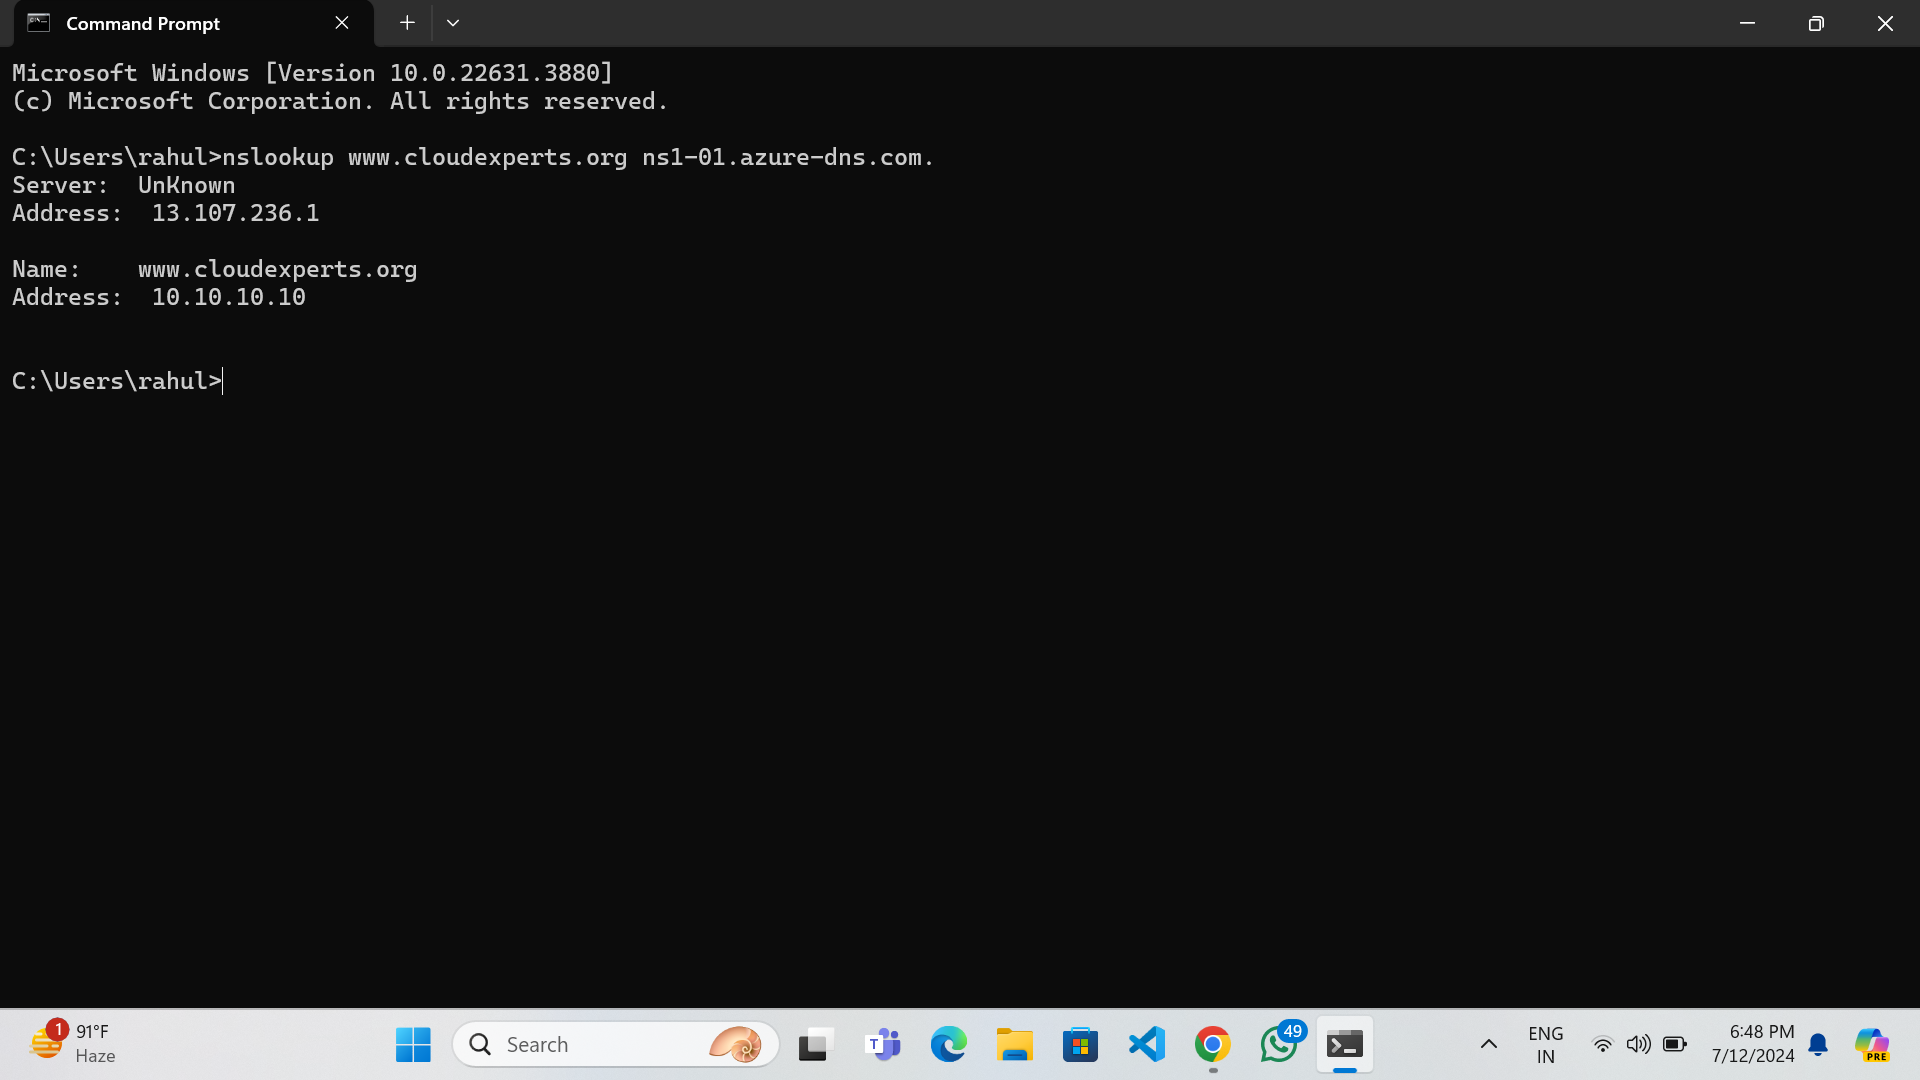 Command Prompt
Microsoft Windows [Version 10.0.22631.3880]
(c) Microsoft Corporation. All rights reserved.
C:\Users\rahul>nslookup www.cloudexperts.org ns1-01.azure-dns.com.
Server:  UnKnown
Address:  13.107.236.1
Name:    www.cloudexperts.org
Address:  10.10.10.10
C:\Users\rahul>
1
91°F
Haze
Search
T
49
ENG
IN
6:48 PM
7/12/2024
PRE